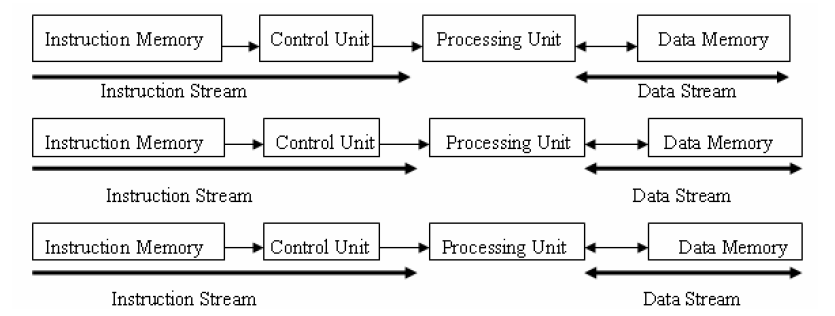 Instruction Memory Control Unit Processing Unit Data Memory
Instruction Stream Data Stream
Instruction Memory Control Unit Processing Unit Data Memory
Instruction Stream Data Stream
Instruction Memory Control Unit Processing Unit Data Memory
Instruction Stream Data Stream